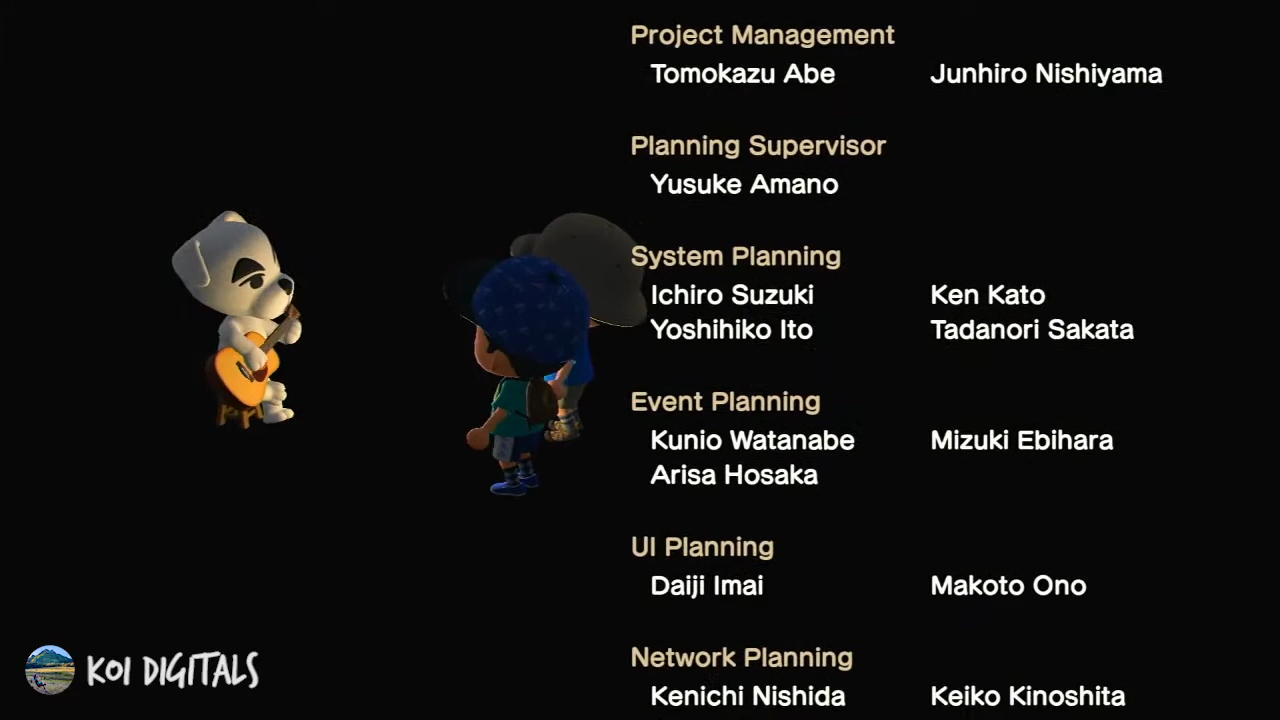 Project Management
Tomokazu Abe Junhiro Nishiyama
Planning Supervisor
Yusuke Amano
System Planning
Ichiro Suzuki Ken Kato
Yoshihiko Ito Tadanori Sakata
Event Planning
Kunio Watanabe Mizuki Ebihara
Arisa Hosaka
UI Planning
Daiji Imai Makoto Ono
Network Planning
Kenichi Nishida Keiko Kinoshita
KOI DIGITALS